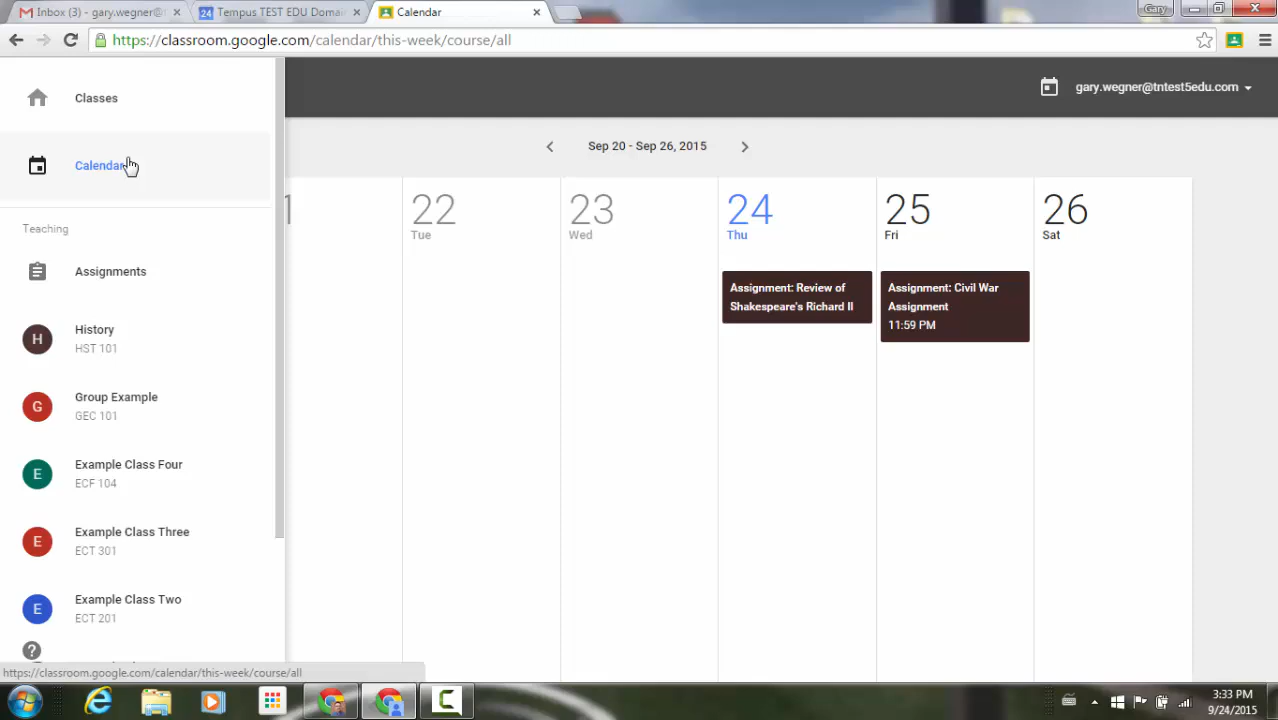 Inbox (3) - gary.wegner@
Tempus TEST EDU Domai
Calendar
Gary
https://classroom.google.com/calendar/this-week/course/all
Classes
Calendar
Teaching
Assignments
H
History
HST 101
G
Group Example
GEC 101
E
Example Class Four
ECF 104
E
Example Class Three
ECT 301
E
Example Class Two
ECT 201
gary.wegner@tntest5edu.com
Sep 20 - Sep 26, 2015
22
Tue
23
Wed
24
Thu
25
Fri
26
Sat
Assignment: Review of
Shakespeare's Richard II
Assignment: Civil War
Assignment
11:59 PM
https://classroom.google.com/calendar/this-week/course/all
3:33 PM
9/24/2015